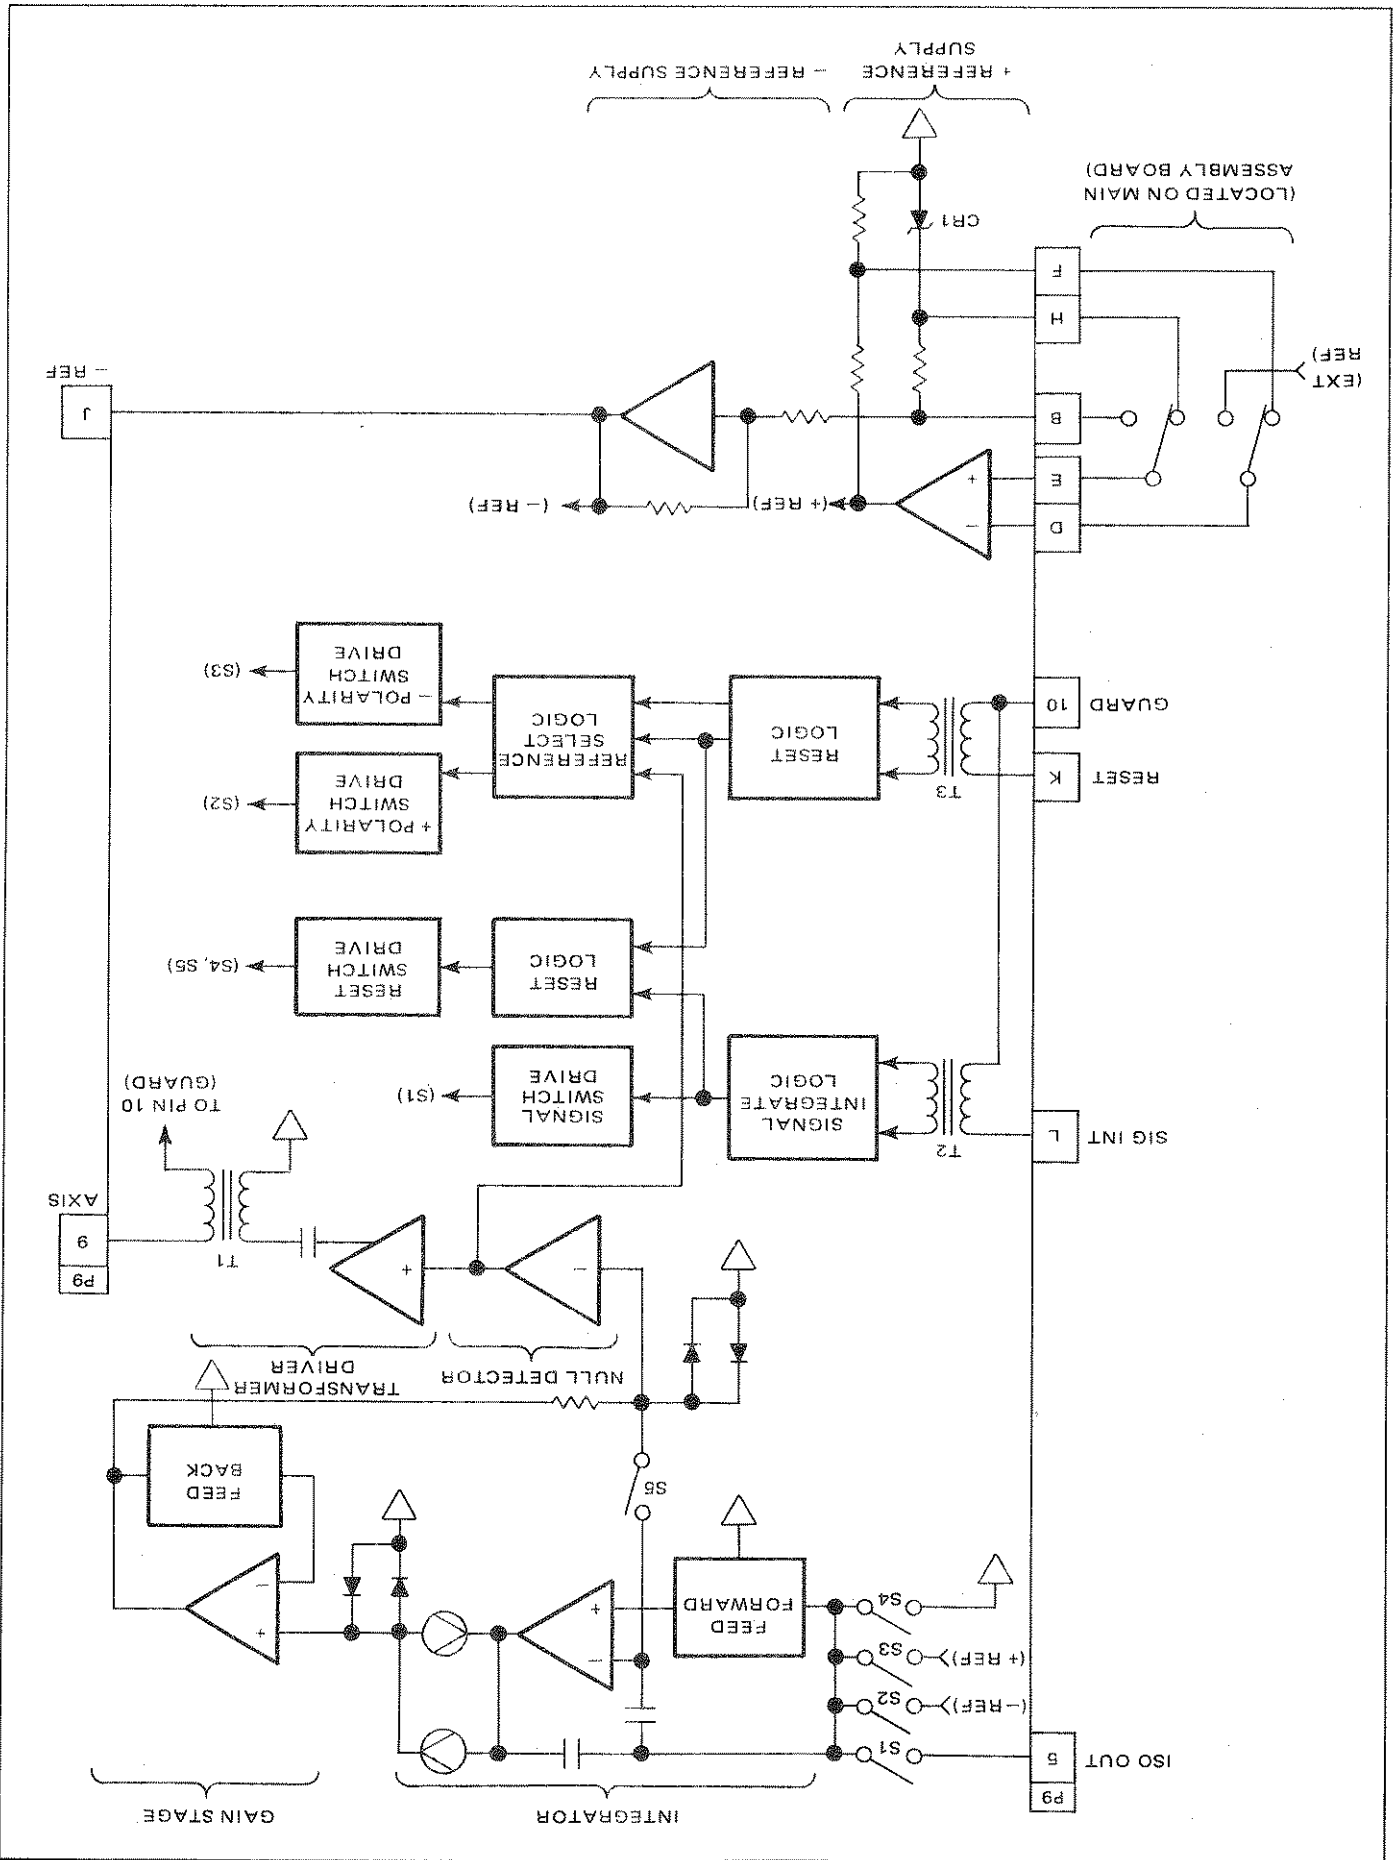 INTEGRATOR
GAIN STAGE
P9
ISO OUT
5
S1
(-REF)
S2
(+ REF)
S3
S4
FEED
FORWARD
-
+
+
-
S5
FEED
BACK
NULL DETECTOR
TRANSFORMER
DRIVER
-
+
T1
P9
9
AXIS
TO PIN 10
(GUARD)
SIG INT
L
T2
SIGNAL
INTEGRATE
LOGIC
SIGNAL
SWITCH
DRIVE
(S1)
RESET
LOGIC
RESET
SWITCH
DRIVE
(S4, S5)
RESET
K
GUARD
10
T3
RESET
LOGIC
REFERENCE
SELECT
LOGIC
+ POLARITY
SWITCH
DRIVE
(S2)
- POLARITY
SWITCH
DRIVE
(S3)
D
E
B
H
F
-
+
(+ REF)
(- REF)
J
- REF
(EXT
REF)
CR1
(LOCATED ON MAIN
ASSEMBLY BOARD)
+ REFERENCE
SUPPLY
- REFERENCE SUPPLY